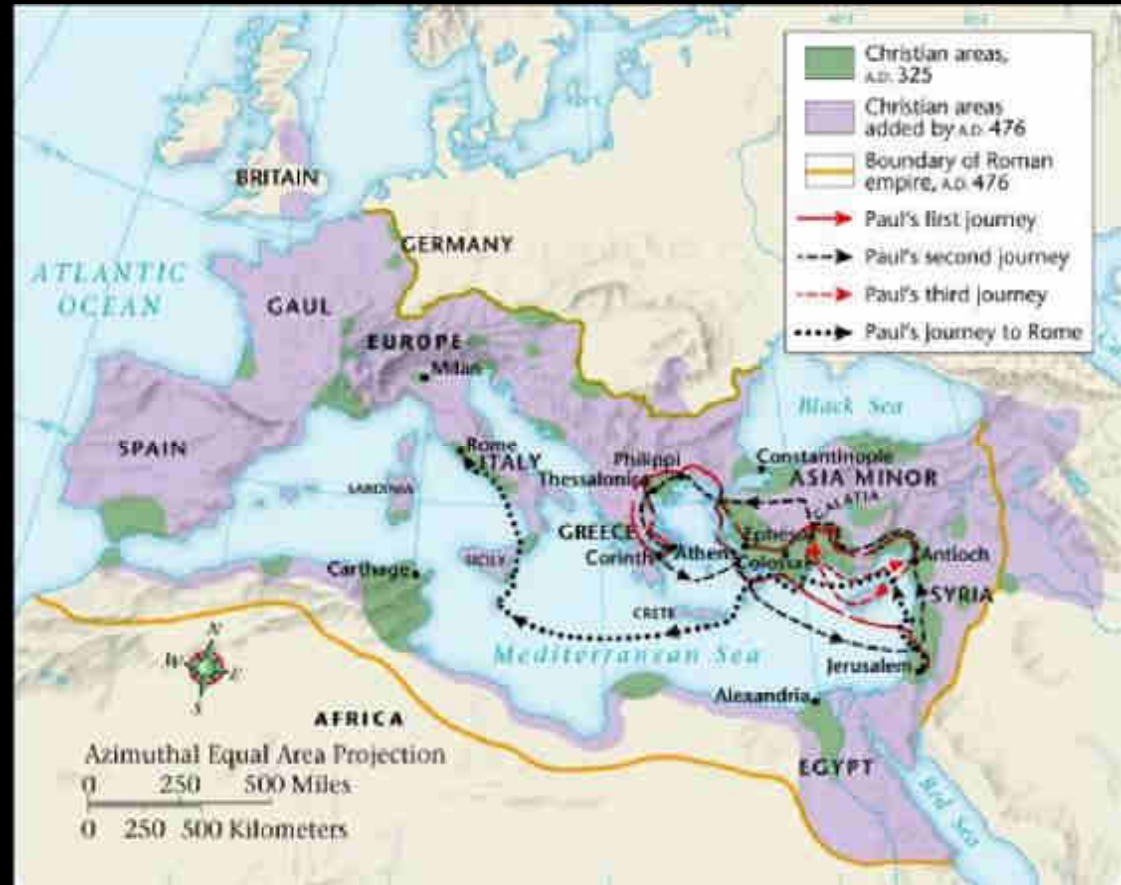 Christian areas,
A.D. 325
Christian areas
added by A.D. 476
Boundary of Roman
empire, A.D. 476
Paul's first journey
Paul's second journey
Paul's third journey
Paul's Journey to Rome
BRITAIN
GERMANY
ATLANTIC
OCEAN
GAUL
EUROPE
Milan
Black Sea
SPAIN
Rome
ITALY
Philippi
Constantinople
Thessalonica
ASIA MINOR
SARDINIA
GALATIA
GREECE
Ephesus
Corinth
Athens
Colossae
Antioch
Carthage
SICILY
SYRIA
CRETE
Mediterranean Sea
Jerusalem
N
W
E
S
Alexandria
AFRICA
EGYPT
Red Sea
Azimuthal Equal Area Projection
0 250 500 Miles
0 250 500 Kilometers